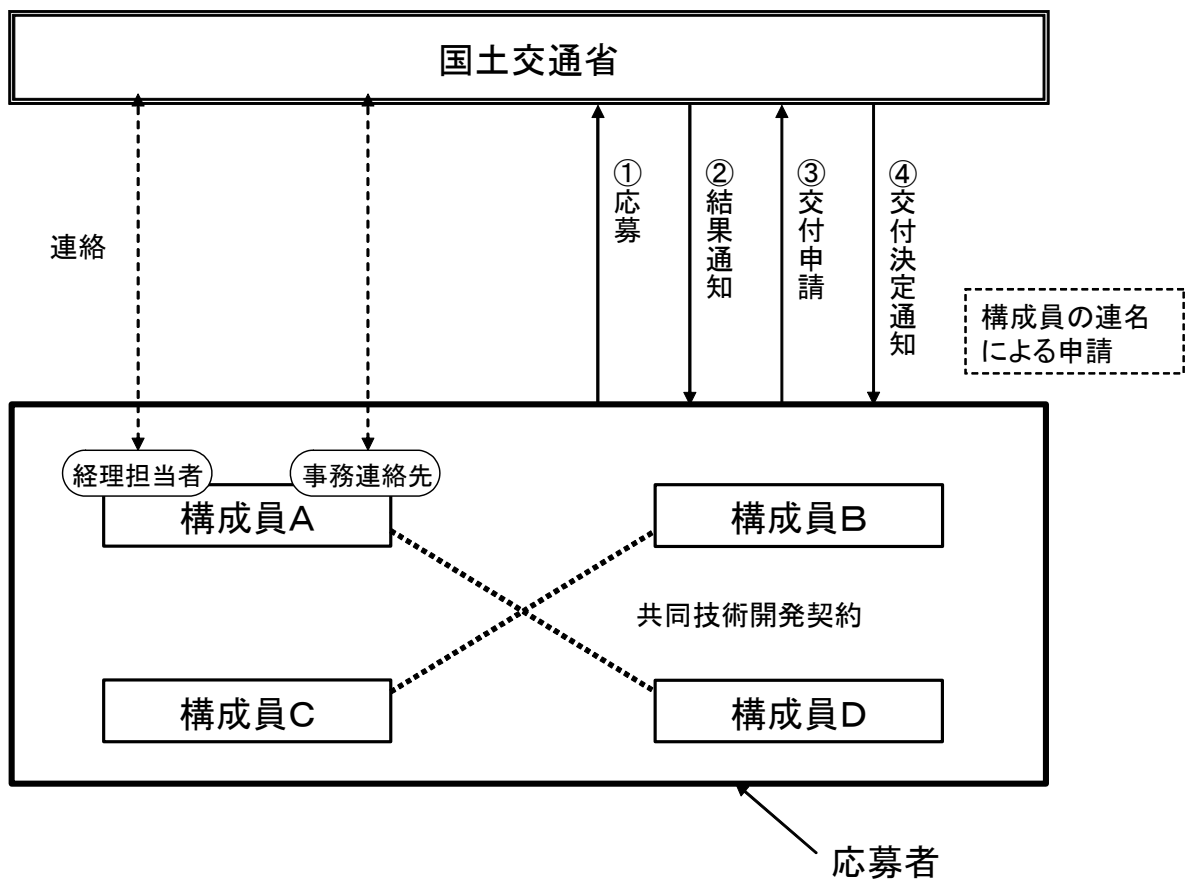 国土交通省
連絡
①応募
②結果通知
③交付申請
④交付決定通知
構成員の連名
による申請
経理担当者
事務連絡先
構成員A
構成員B
共同技術開発契約
構成員C
構成員D
応募者